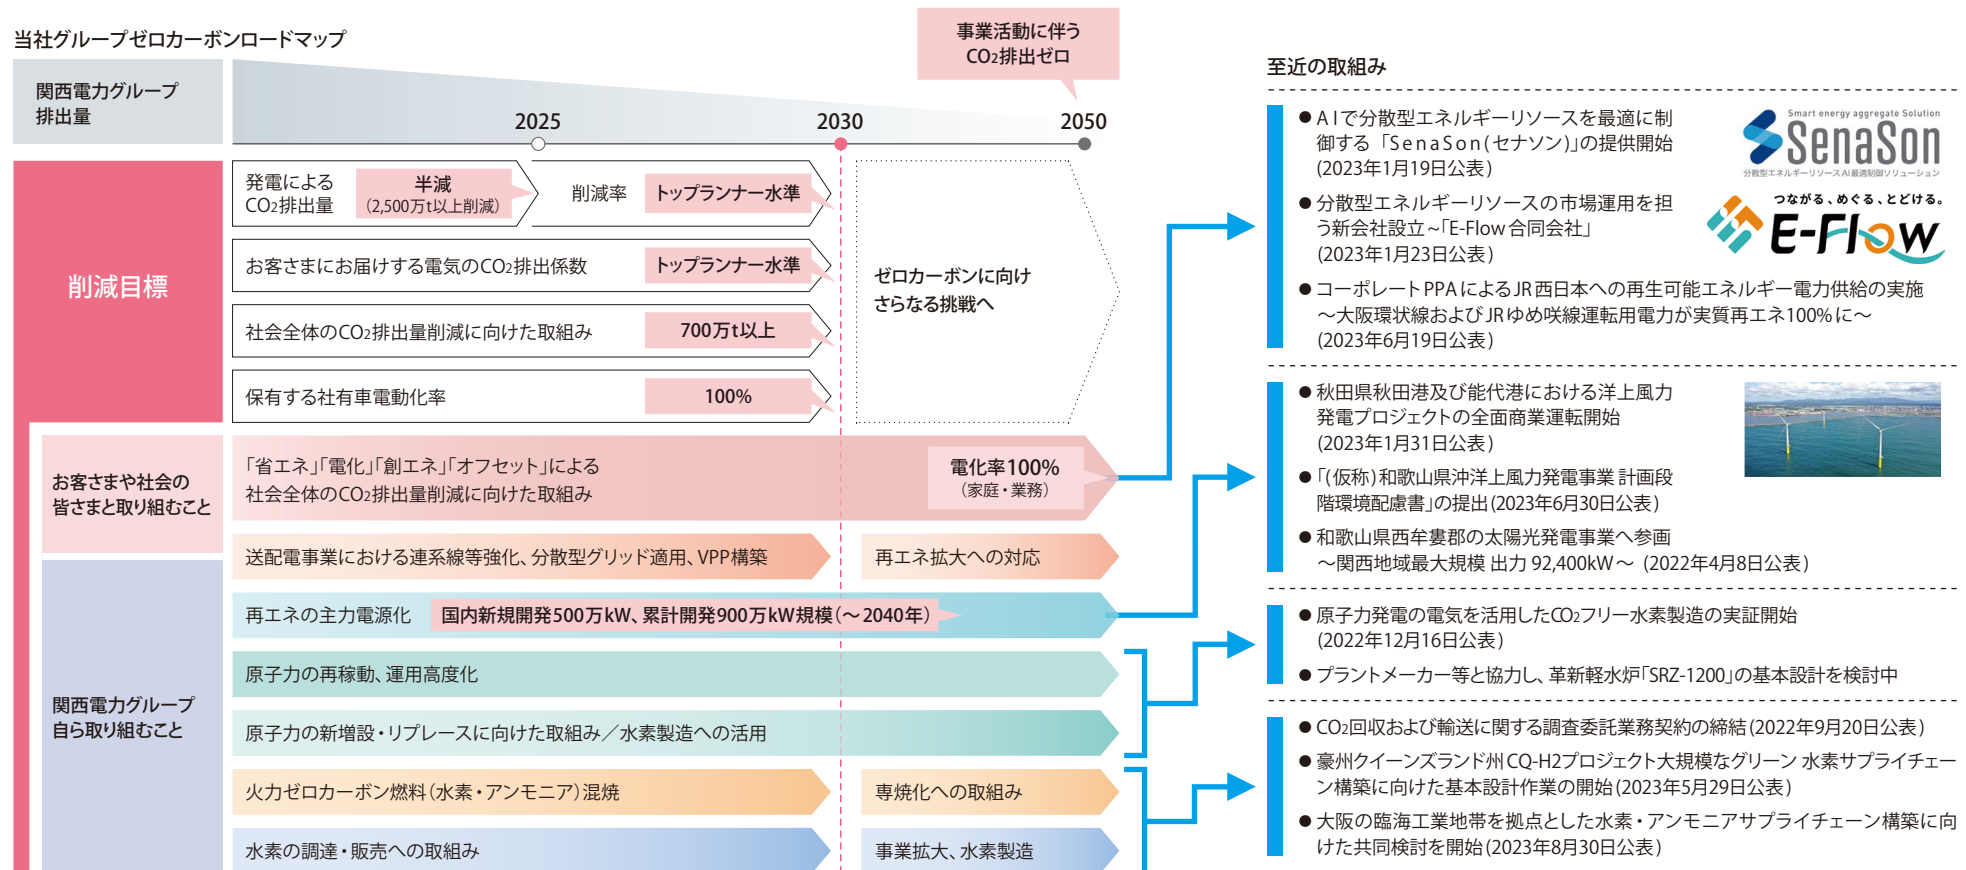 当社グループゼロカーボンロードマップ
事業活動に伴う
CO2排出ゼロ
関西電力グループ
排出量
2025
2030
2050
削減目標
発電による
CO2排出量
半減
(2,500万t以上削減)
削減率
トップランナー水準
お客さまにお届けする電気のCO2排出係数
トップランナー水準
社会全体のCO2排出量削減に向けた取組み
700万t以上
保有する社有車電動化率
100%
ゼロカーボンに向け
さらなる挑戦へ
お客さまや社会の
皆さまと取り組むこと
「省エネ」「電化」「創エネ」「オフセット」による
社会全体のCO2排出量削減に向けた取組み
電化率100%
(家庭・業務)
送配電事業における連系線等強化、分散型グリッド適用、VPP構築
再エネ拡大への対応
関西電力グループ
自ら取り組むこと
再エネの主力電源化
国内新規開発500万kW、累計開発900万kW規模(〜2040年)
原子力の再稼動、運用高度化
原子力の新増設・リプレースに向けた取組み／水素製造への活用
火力ゼロカーボン燃料(水素・アンモニア)混焼
専焼化への取組み
水素の調達・販売への取組み
事業拡大、水素製造
至近の取組み
●AIで分散型エネルギーリソースを最適に制
御する「SenaSon(セナソン)」の提供開始
(2023年1月19日公表)
Smart energy aggregate Solution
SenaSon
分散型エネルギーリソースAI最適制御ソリューション
●分散型エネルギーリソースの市場運用を担
う新会社設立~「E-Flow合同会社」
(2023年1月23日公表)
つながる、めぐる、とどける。
E-Flow
●コーポレートPPAによるJR西日本への再生可能エネルギー電力供給の実施
〜大阪環状線およびJRゆめ咲線運転用電力が実質再エネ100%に〜
(2023年6月19日公表)
●秋田県秋田港及び能代港における洋上風力
発電プロジェクトの全面商業運転開始
(2023年1月31日公表)
●「(仮称)和歌山県沖洋上風力発電事業 計画段
階環境配慮書」の提出(2023年6月30日公表)
●和歌山県西牟婁郡の太陽光発電事業へ参画
〜関西地域最大規模 出力 92,400kW〜 (2022年4月8日公表)
●原子力発電の電気を活用したCO2フリー水素製造の実証開始
(2022年12月16日公表)
●プラントメーカー等と協力し、革新軽水炉「SRZ-1200」の基本設計を検討中
●CO2回収および輸送に関する調査委託業務契約の締結(2022年9月20日公表)
●豪州クイーンズランド州CQ-H2プロジェクト大規模なグリーン 水素サプライチェー
ン構築に向けた基本設計作業の開始(2023年5月29日公表)
●大阪の臨海工業地帯を拠点とした水素・アンモニアサプライチェーン構築に向
けた共同検討を開始(2023年8月30日公表)